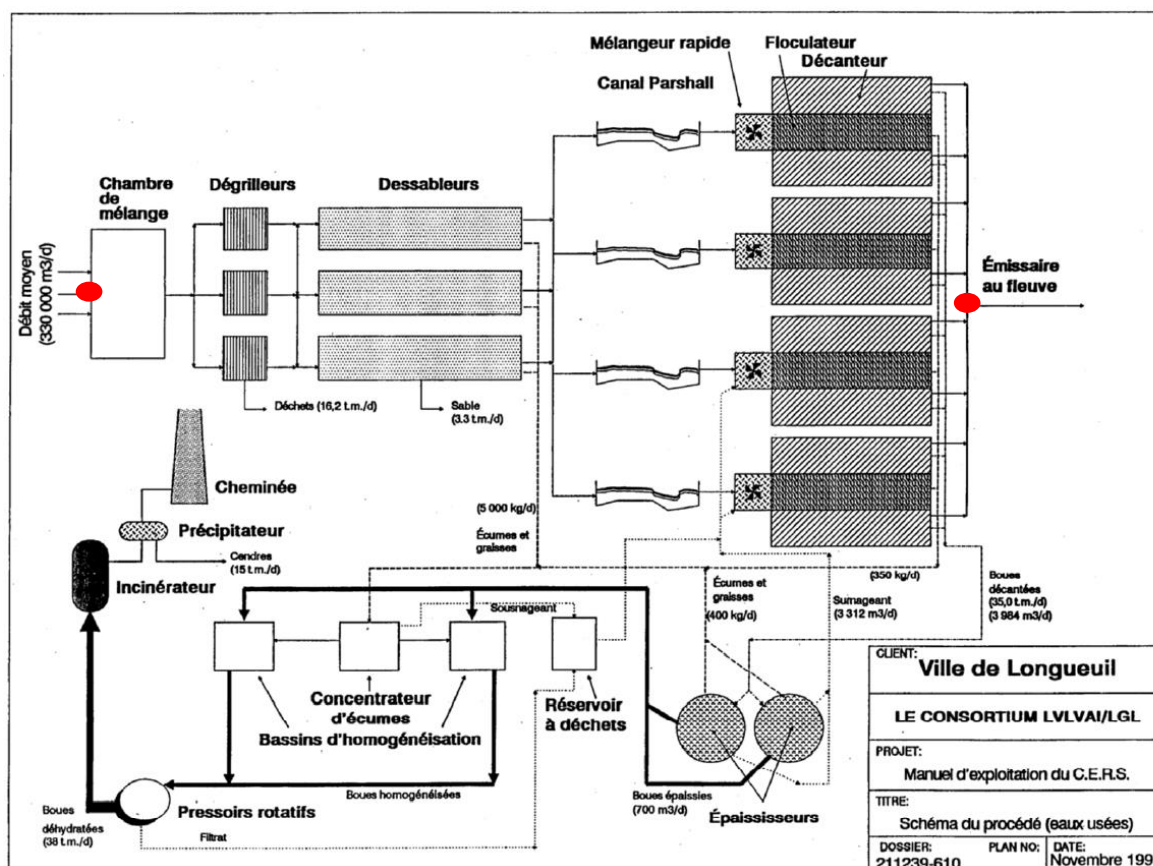 Mélangeur rapide
Floculateur
Décanteur
Canal Parshall
Chambre
de
mélange
Dégrilleurs
Dessableurs
Débit moyen
(330 000 m3/d)
Émissaire
au fleuve
Déchets (16,2 t.m./d)
Sable
(3.3 t.m./d)
Cheminée
(5 000 kg/d)
Écumes et
graisses
Précipitateur
Cendres
(15 t.m./d)
Incinérateur
Écumes et
graisses
(400 kg/d)
(350 kg/d)
Surnageant
(3 312 m3/d)
Boues
décantées
(35,0 t.m./d)
(3 984 m3/d)
Sousnageant
Concentrateur
d'écumes
Bassins d'homogénéisation
Réservoir
à déchets
Boues homogénéisées
Pressoirs rotatifs
Boues
déhydratées
(38 t.m./d)
Filtrat
Boues épaissies
(700 m3/d)
Épaississeurs
CLIENT:
Ville de Longueuil
LE CONSORTIUM LVLVAI/LGL
PROJET:
Manuel d'exploitation du C.E.R.S.
TITRE:
Schéma du procédé (eaux usées)
DOSSIER:
211239-610
PLAN NO:
DATE:
Novembre 199